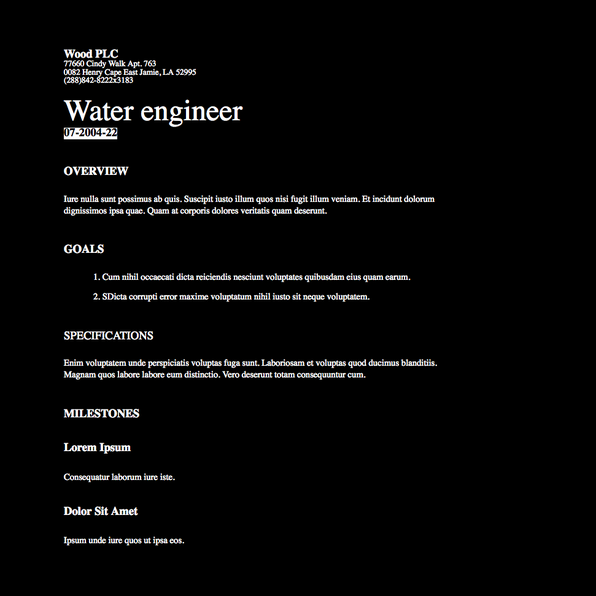 Wood PLC
77660 Cindy Walk Apt. 763
0082 Henry Cape East Jamie, LA 52995
(288)842-8222x3183
Water engineer
07-2004-22
OVERVIEW
Iure nulla sunt possimus ab quis. Suscipit iusto illum quos nisi fugit illum veniam. Et incidunt dolorum
dignissimos ipsa quae. Quam at corporis dolores veritatis quam deserunt.
GOALS
1. Cum nihil occaecati dicta reiciendis nesciunt voluptates quibusdam eius quam earum.
2. SDicta corrupti error maxime voluptatum nihil iusto sit neque voluptatem.
SPECIFICATIONS
Enim voluptatem unde perspiciatis voluptas fuga sunt. Laboriosam et voluptas quod ducimus blanditiis.
Magnam quos labore labore eum distinctio. Vero deserunt totam consequuntur cum.
MILESTONES
Lorem Ipsum
Consequatur laborum iure iste.
Dolor Sit Amet
Ipsum unde iure quos ut ipsa eos.